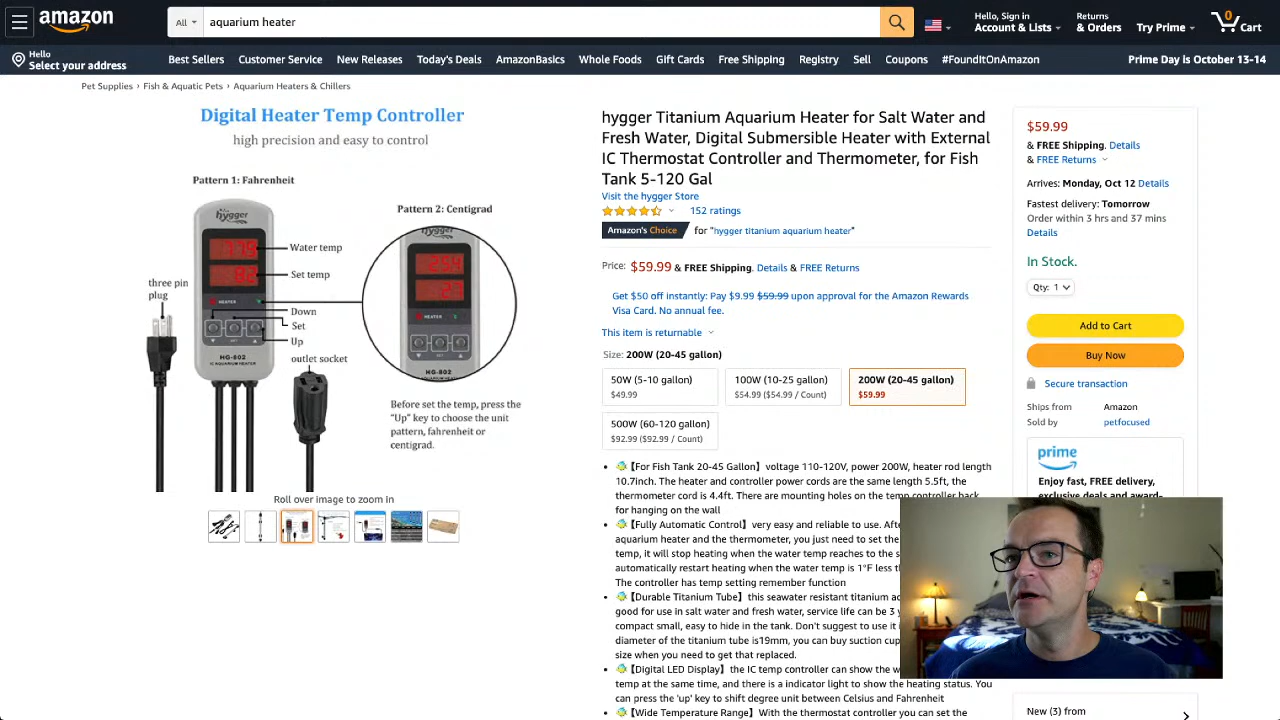 amazon
All
aquarium heater
Hello, Sign in
Account & Lists
Returns
& Orders
Try Prime
0
Cart
Hello
Select your address
Best Sellers
Customer Service
New Releases
Today's Deals
AmazonBasics
Whole Foods
Gift Cards
Free Shipping
Registry
Sell
Coupons
#FoundItOnAmazon
Prime Day is October 13-14
Pet Supplies › Fish & Aquatic Pets › Aquarium Heaters & Chillers
Digital Heater Temp Controller
high precision and easy to control
Pattern 1: Fahrenheit
Pattern 2: Centigrad
hygger
Water temp
Set temp
three pin
plug
HEATER
Down
Set
Up
SET
HG-802
IC AQUARIUM HEATER
outlet socket
hygger
HEATER
SET
HG-802
Before set the temp, press the
"Up" key to choose the unit
pattern, fahrenheit or
centigrad.
Roll over image to zoom in
hygger Titanium Aquarium Heater for Salt Water and
Fresh Water, Digital Submersible Heater with External
IC Thermostat Controller and Thermometer, for Fish
Tank 5-120 Gal
Visit the hygger Store
152 ratings
Amazon's Choice for "hygger titanium aquarium heater"
Price: $59.99 & FREE Shipping. Details & FREE Returns
Get $50 off instantly: Pay $9.99 $59.99 upon approval for the Amazon Rewards
Visa Card. No annual fee.
This item is returnable
Size: 200W (20-45 gallon)
50W (5-10 gallon)
$49.99
100W (10-25 gallon)
$54.99 ($54.99 / Count)
200W (20-45 gallon)
$59.99
500W (60-120 gallon)
$92.99 ($92.99 / Count)
• 【For Fish Tank 20-45 Gallon】voltage 110-120V, power 200W, heater rod length
10.7inch. The heater and controller power cords are the same length 5.5ft, the
thermometer cord is 4.4ft. There are mounting holes on the temp controller back
for hanging on the wall
• 【Fully Automatic Control】very easy and reliable to use. Afte
aquarium heater and the thermometer, you just need to set the
temp, it will stop heating when the water temp reaches to the s
automatically restart heating when the water temp is 1°F less th
The controller has temp setting remember function
• 【Durable Titanium Tube】this seawater resistant titanium aq
good for use in salt water and fresh water, service life can be 3 y
compact small, easy to hide in the tank. Don't suggest to use it i
diameter of the titanium tube is19mm, you can buy suction cup
size when you need to get that replaced.
• 【Digital LED Display】the IC temp controller can show the w
temp at the same time, and there is a indicator light to show the heating status. You
can press the 'up' key to shift degree unit between Celsius and Fahrenheit
• 【Wide Temperature Range】With the thermostat controller you can set the
$59.99
& FREE Shipping. Details
& FREE Returns
Arrives: Monday, Oct 12 Details
Fastest delivery: Tomorrow
Order within 3 hrs and 37 mins
Details
In Stock.
Qty: 1
Add to Cart
Buy Now
Secure transaction
Ships from Amazon
Sold by petfocused
prime
Enjoy fast, FREE delivery,
exclusive deals and award-
New (3) from